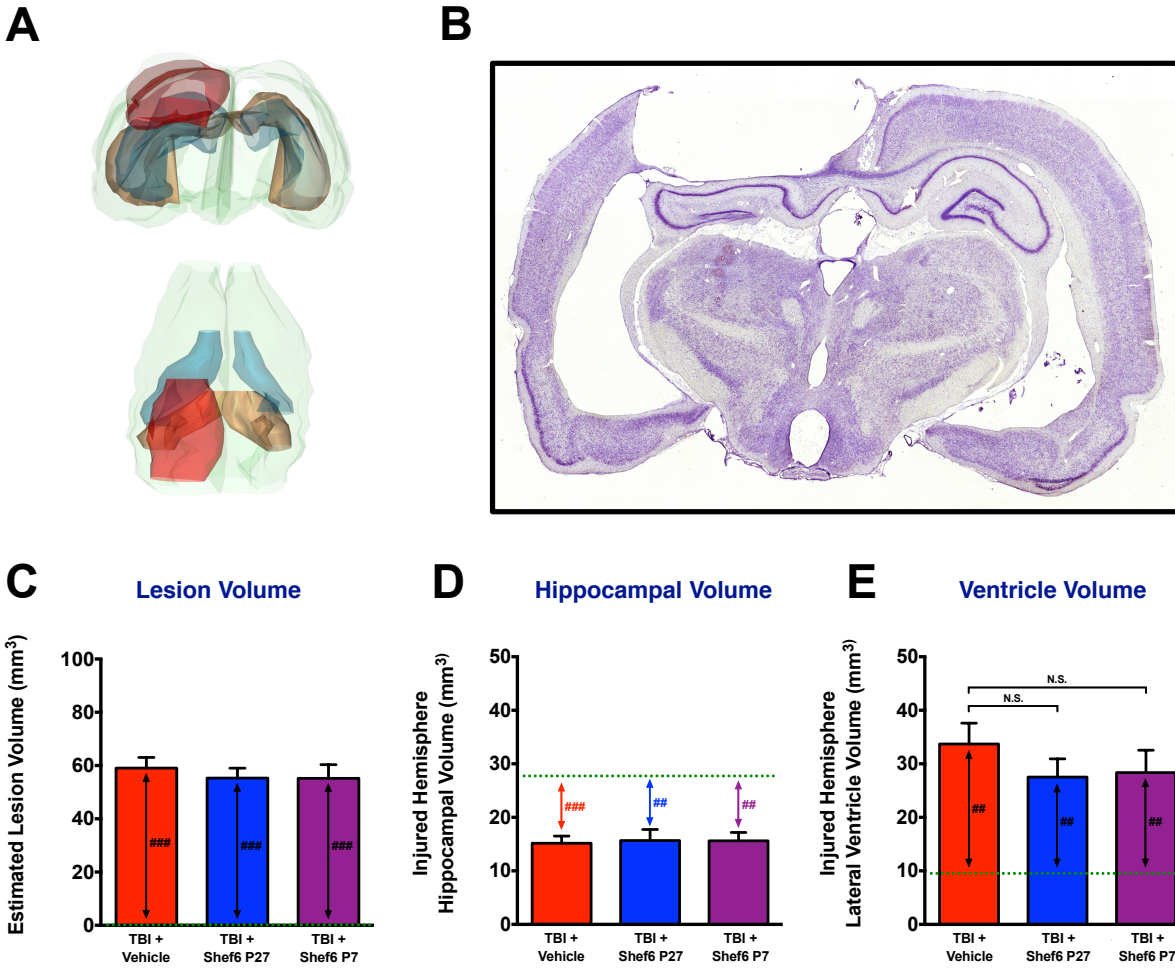 A
B
C
Lesion Volume
Estimated Lesion Volume (mm³)
100
80
60
40
20
0
###
###
###
TBI +
Vehicle
TBI +
Shef6 P27
TBI +
Shef6 P7
D
Hippocampal Volume
Injured Hemisphere
Hippocampal Volume (mm³)
50
40
30
20
10
0
###
##
##
TBI +
Vehicle
TBI +
Shef6 P27
TBI +
Shef6 P7
E
Ventricle Volume
Injured Hemisphere
Lateral Ventricle Volume (mm³)
50
40
30
20
10
0
N.S.
N.S.
##
##
##
TBI +
Vehicle
TBI +
Shef6 P27
TBI +
Shef6 P7